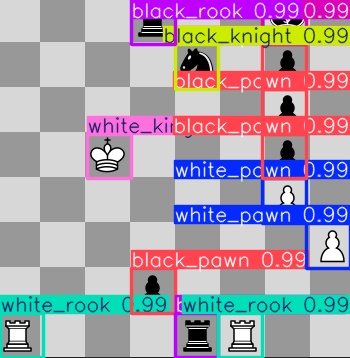 black_rook 0.99 0.99
black_knight 0.99
black_pawn 0.99
white_kin black_pawn 0.99
white_pawn 0.99
white_pawn 0.99
black_pawn 0.99
white_rook 0.99 white_rook 0.99